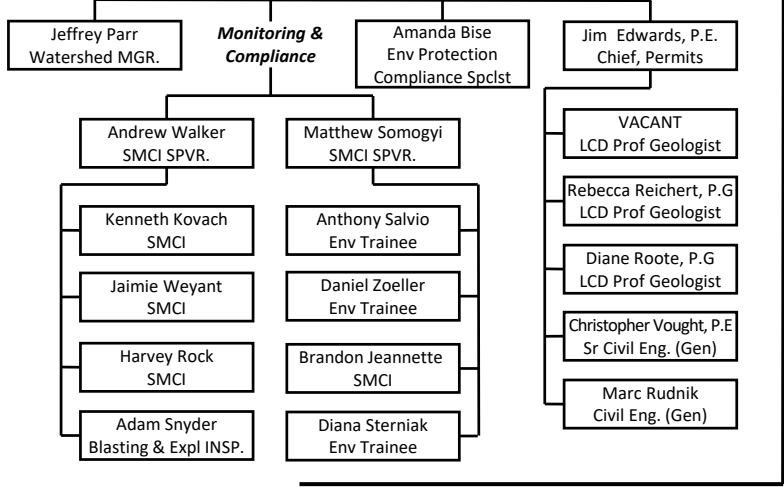 Jeffrey Parr
Watershed MGR.
Monitoring &
Compliance
Amanda Bise
Env Protection
Compliance Spclst
Jim Edwards, P.E.
Chief, Permits
Andrew Walker
SMCI SPVR.
Matthew Somogyi
SMCI SPVR.
Kenneth Kovach
SMCI
Jaimie Weyant
SMCI
Harvey Rock
SMCI
Adam Snyder
Blasting & Expl INSP.
Anthony Salvio
Env Trainee
Daniel Zoeller
Env Trainee
Brandon Jeannette
SMCI
Diana Sterniak
Env Trainee
VACANT
LCD Prof Geologist
Rebecca Reichert, P.G
LCD Prof Geologist
Diane Roote, P.G
LCD Prof Geologist
Christopher Vought, P.E
Sr Civil Eng. (Gen)
Marc Rudnik
Civil Eng. (Gen)